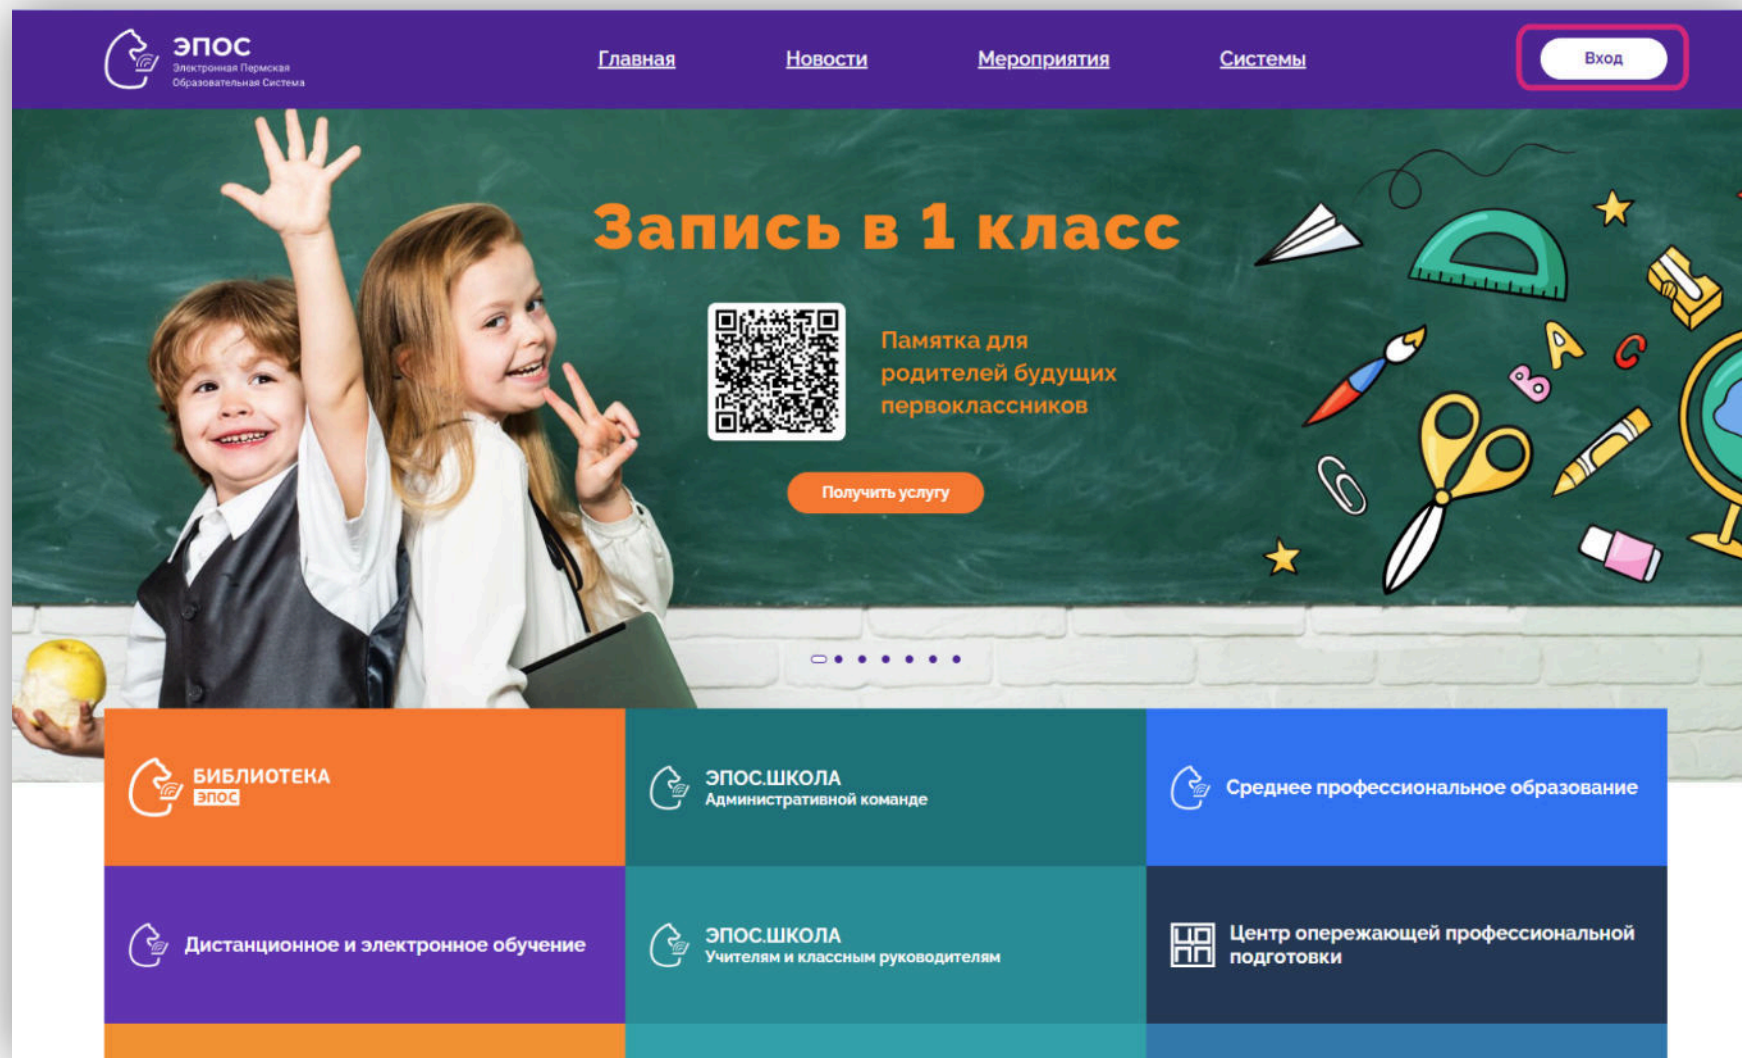 ЭПОС
Электронная Пермская
Образовательная Система
Главная
Новости
Мероприятия
Системы
Вход
Запись в 1 класс
Памятка для
родителей будущих
первоклассников
Получить услугу
B A C
БИБЛИОТЕКА
ЭПОС
ЭПОС.ШКОЛА
Административной команде
Среднее профессиональное образование
Дистанционное и электронное обучение
ЭПОС.ШКОЛА
Учителям и классным руководителям
ЦО
ПП
Центр опережающей профессиональной
подготовки